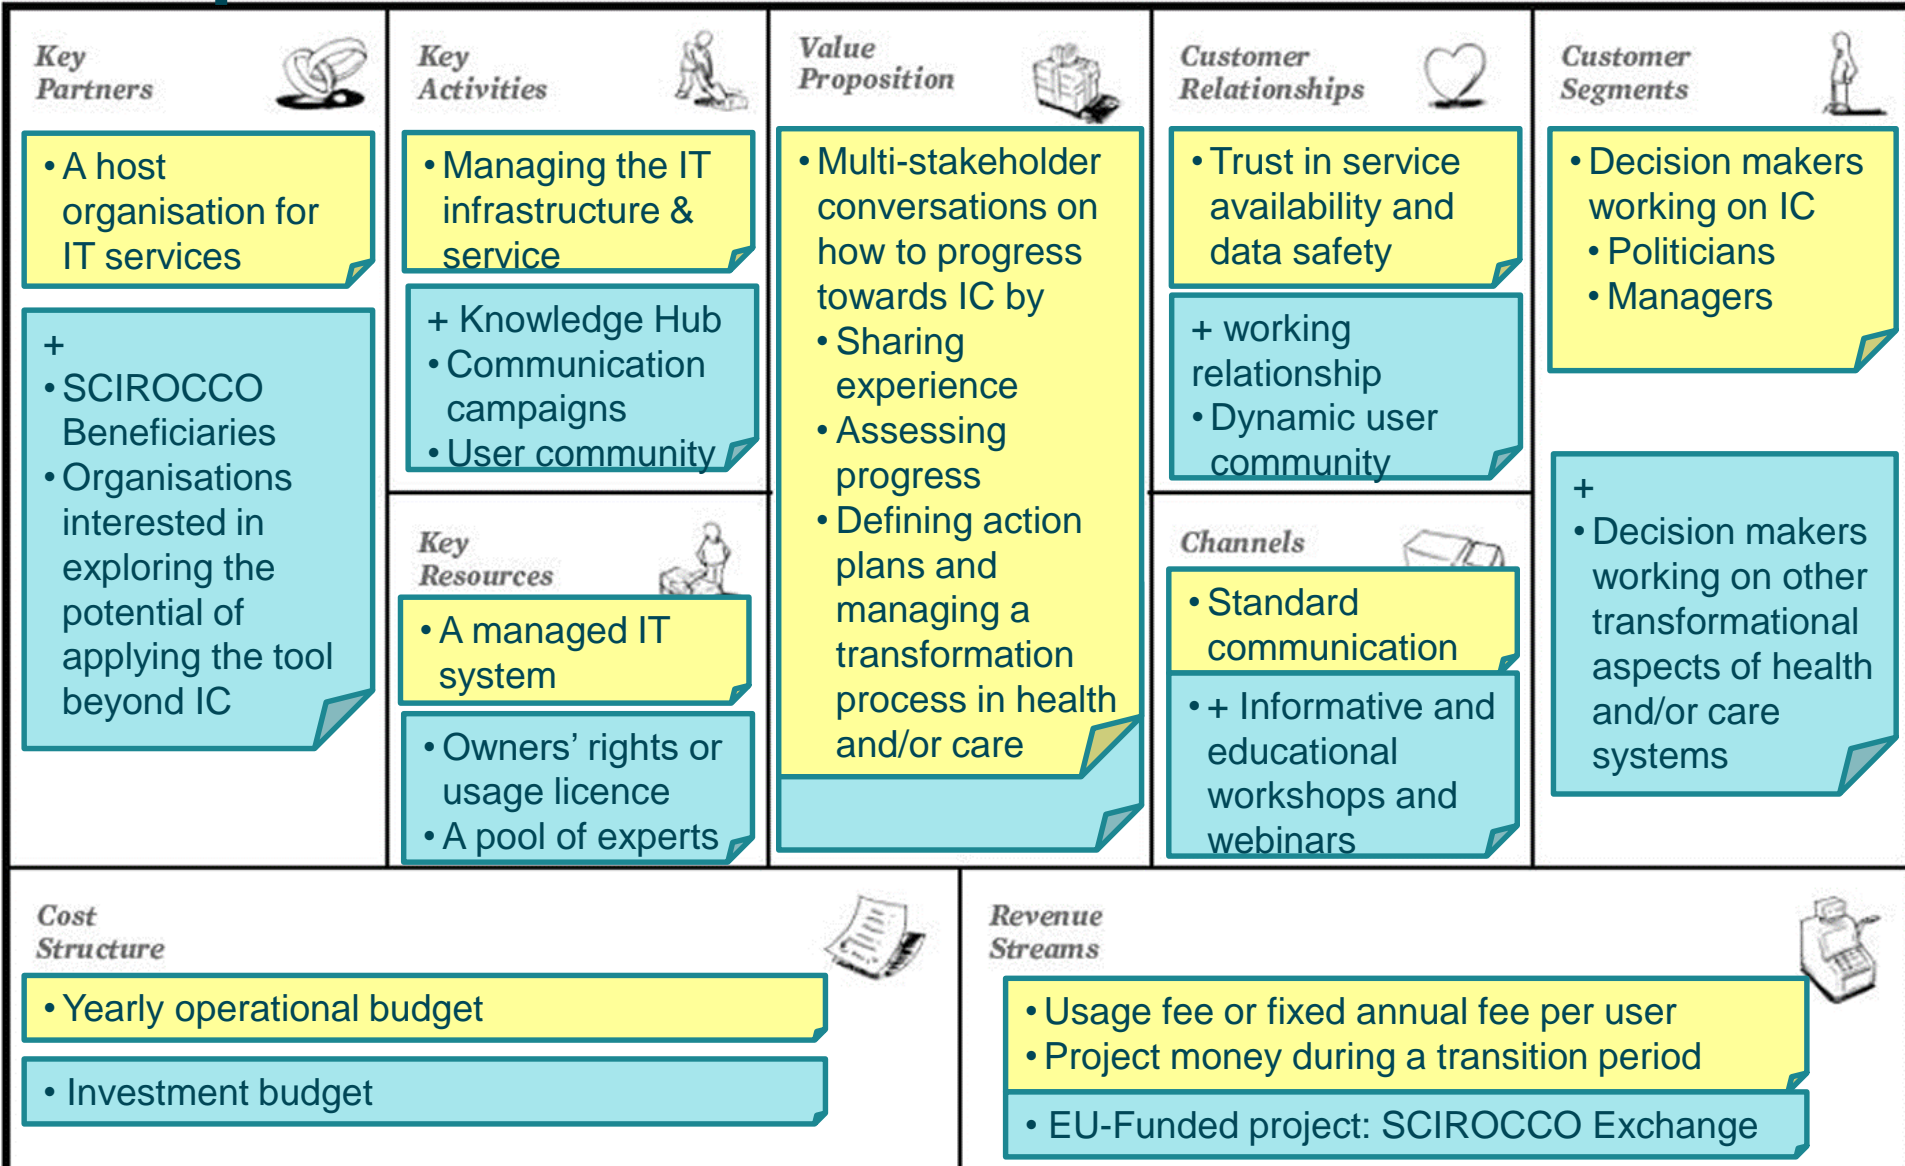 Key
Partners
• A host
organisation for
IT services
+
• SCIROCCO
Beneficiaries
• Organisations
interested in
exploring the
potential of
applying the tool
beyond IC
Key
Activities
• Managing the IT
infrastructure &
service
+ Knowledge Hub
• Communication
campaigns
• User community
Key
Resources
• A managed IT
system
• Owners’ rights or
usage licence
• A pool of experts
Value
Proposition
• Multi-stakeholder
conversations on
how to progress
towards IC by
• Sharing
experience
• Assessing
progress
• Defining action
plans and
managing a
transformation
process in health
and/or care
Customer
Relationships
• Trust in service
availability and
data safety
+ working
relationship
• Dynamic user
community
Channels
• Standard
communication
• + Informative and
educational
workshops and
webinars
Customer
Segments
• Decision makers
working on IC
• Politicians
• Managers
+
• Decision makers
working on other
transformational
aspects of health
and/or care
systems
Cost
Structure
• Yearly operational budget
• Investment budget
Revenue
Streams
• Usage fee or fixed annual fee per user
• Project money during a transition period
• EU-Funded project: SCIROCCO Exchange